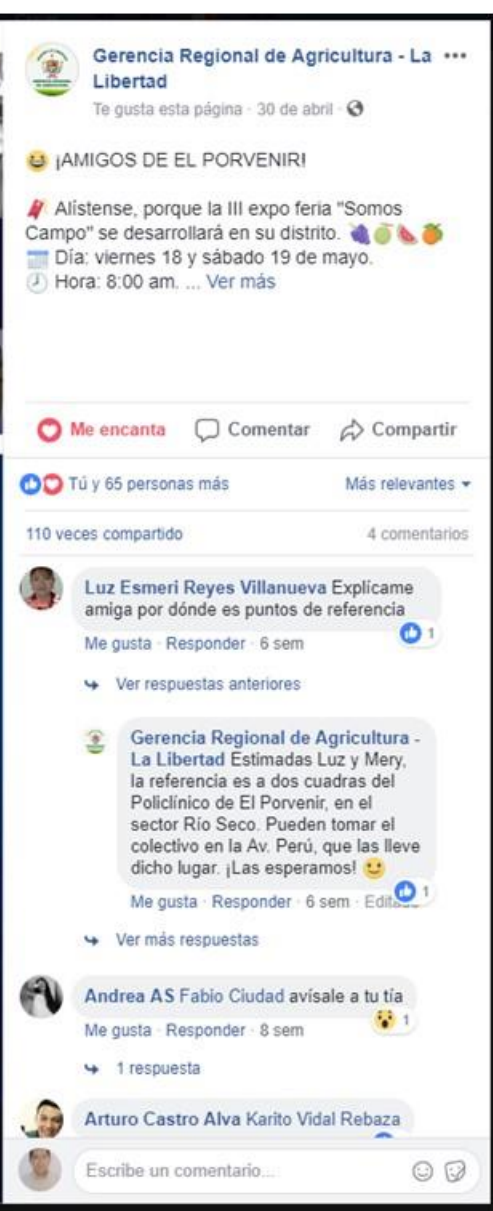 Gerencia Regional de Agricultura - La
Libertad
Te gusta esta página · 30 de abril ·
¡AMIGOS DE EL PORVENIR!
Alístense, porque la III expo feria "Somos
Campo" se desarrollará en su distrito.
Día: viernes 18 y sábado 19 de mayo.
Hora: 8:00 am. ... Ver más
Me encanta Comentar Compartir
Tú y 65 personas más Más relevantes
110 veces compartido 4 comentarios
Luz Esmeri Reyes Villanueva Explícame
amiga por dónde es puntos de referencia
Me gusta · Responder · 6 sem 1
Ver respuestas anteriores
Gerencia Regional de Agricultura -
La Libertad Estimadas Luz y Mery,
la referencia es a dos cuadras del
Policlínico de El Porvenir, en el
sector Río Seco. Pueden tomar el
colectivo en la Av. Perú, que las lleve
dicho lugar. ¡Las esperamos!
Me gusta · Responder · 6 sem · 1
Ver más respuestas
Andrea AS Fabio Ciudad avísale a tu tía
Me gusta · Responder · 8 sem 1
1 respuesta
Arturo Castro Alva Karito Vidal Rebaza
Escribe un comentario...